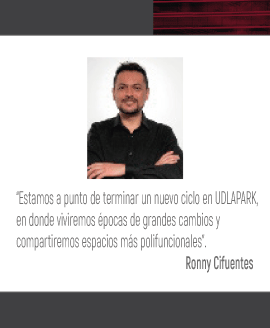 “Estamos a punto de terminar un nuevo ciclo en UDLAPARK,
en donde viviremos épocas de grandes cambios y
compartiremos espacios más polifuncionales”.
Ronny Cifuentes